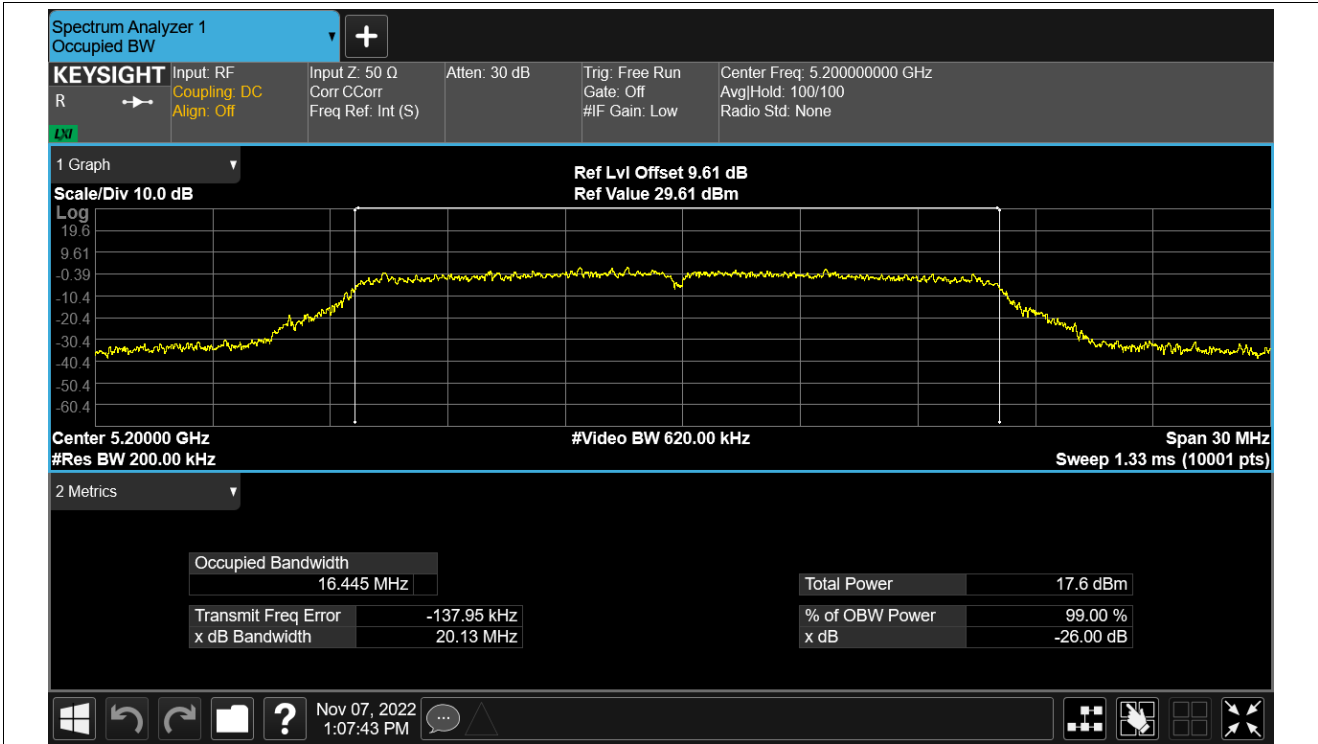 Spectrum Analyzer 1
Occupied BW
KEYSIGHT
R
LXI
Input: RF
Coupling: DC
Align: Off
Input Z: 50 Ω
Corr CCorr
Freq Ref: Int (S)
Atten: 30 dB
Trig: Free Run
Gate: Off
#IF Gain: Low
Center Freq: 5.200000000 GHz
Avg|Hold: 100/100
Radio Std: None
1 Graph
Ref Lvl Offset 9.61 dB
Scale/Div 10.0 dB
Ref Value 29.61 dBm
Log
19.6
9.61
-0.39
-10.4
-20.4
-30.4
-40.4
-50.4
-60.4
Center 5.20000 GHz
#Video BW 620.00 kHz
Span 30 MHz
#Res BW 200.00 kHz
Sweep 1.33 ms (10001 pts)
2 Metrics
Occupied Bandwidth
16.445 MHz
Total Power 17.6 dBm
Transmit Freq Error -137.95 kHz
% of OBW Power 99.00 %
x dB Bandwidth 20.13 MHz
x dB -26.00 dB
?
Nov 07, 2022
1:07:43 PM